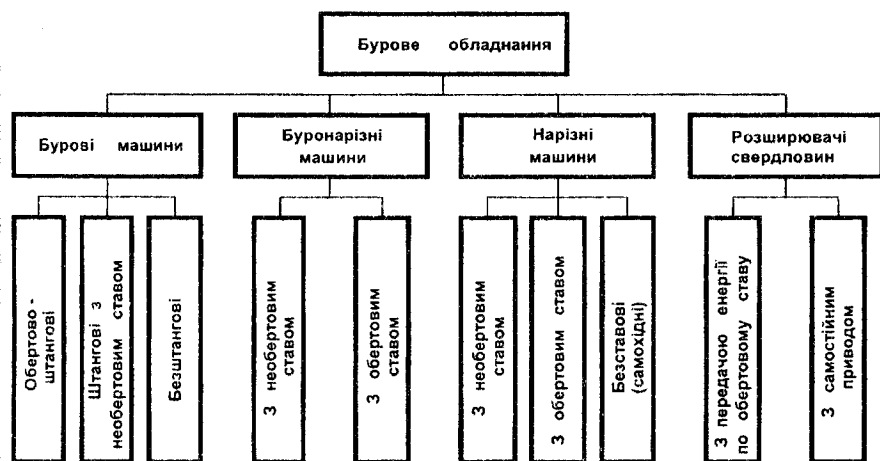 Бурове обладнання
Бурові машини
Буронарізні
машини
Нарізні
машини
Розширювачі
свердловин
Обертово -
штангові
Штангові з
необертовим ставом
Безштангові
З необертовим
ставом
З обертовим
ставом
З необертовим
ставом
З обертовим ставом
Безставові
(самохідні)
З передачою енергії
по обертовому ставу
З самостійним
приводом